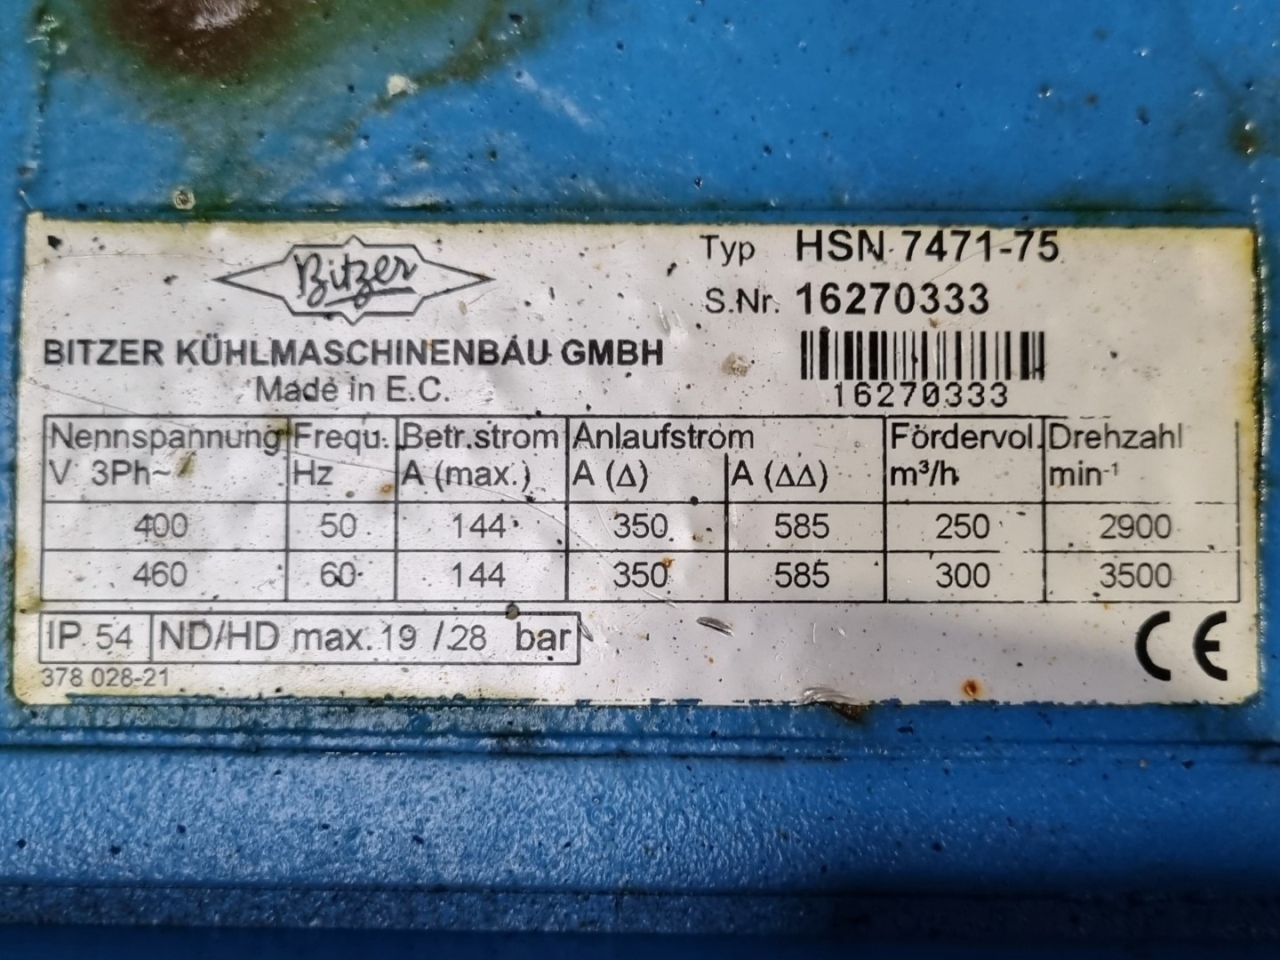 Bitzer
Typ HSN 7471-75
S.Nr. 16270333
BITZER KÜHLMASCHINENBAU GMBH
Made in E.C.
16270333
Nennspannung Frequ. Betr.strom Anlaufstrom Fördervol. Drehzahl
V 3Ph~ Hz A (max.) A (Δ) A (ΔΔ) m³/h min⁻¹
400 50 144 350 585 250 2900
460 60 144 350 585 300 3500
IP 54 ND/HD max. 19 / 28 bar
378 028-21
CE